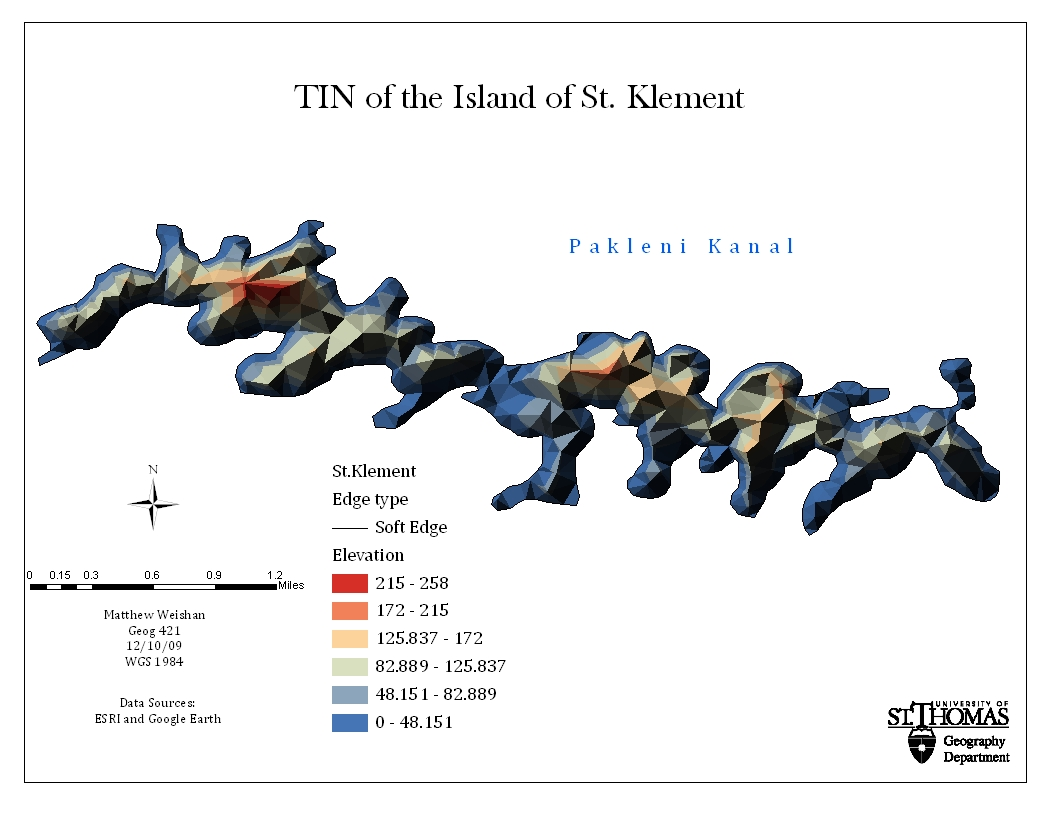 TIN of the Island of St. Klement
Pakleni Kanal
N
0 0.15 0.3 0.6 0.9 1.2
Miles
Matthew Weishan
Geog 421
12/10/09
WGS 1984
Data Sources:
ESRI and Google Earth
St.Klement
Edge type
Soft Edge
Elevation
215 - 258
172 - 215
125.837 - 172
82.889 - 125.837
48.151 - 82.889
0 - 48.151
UNIVERSITY OF
ST. THOMAS
Geography
Department